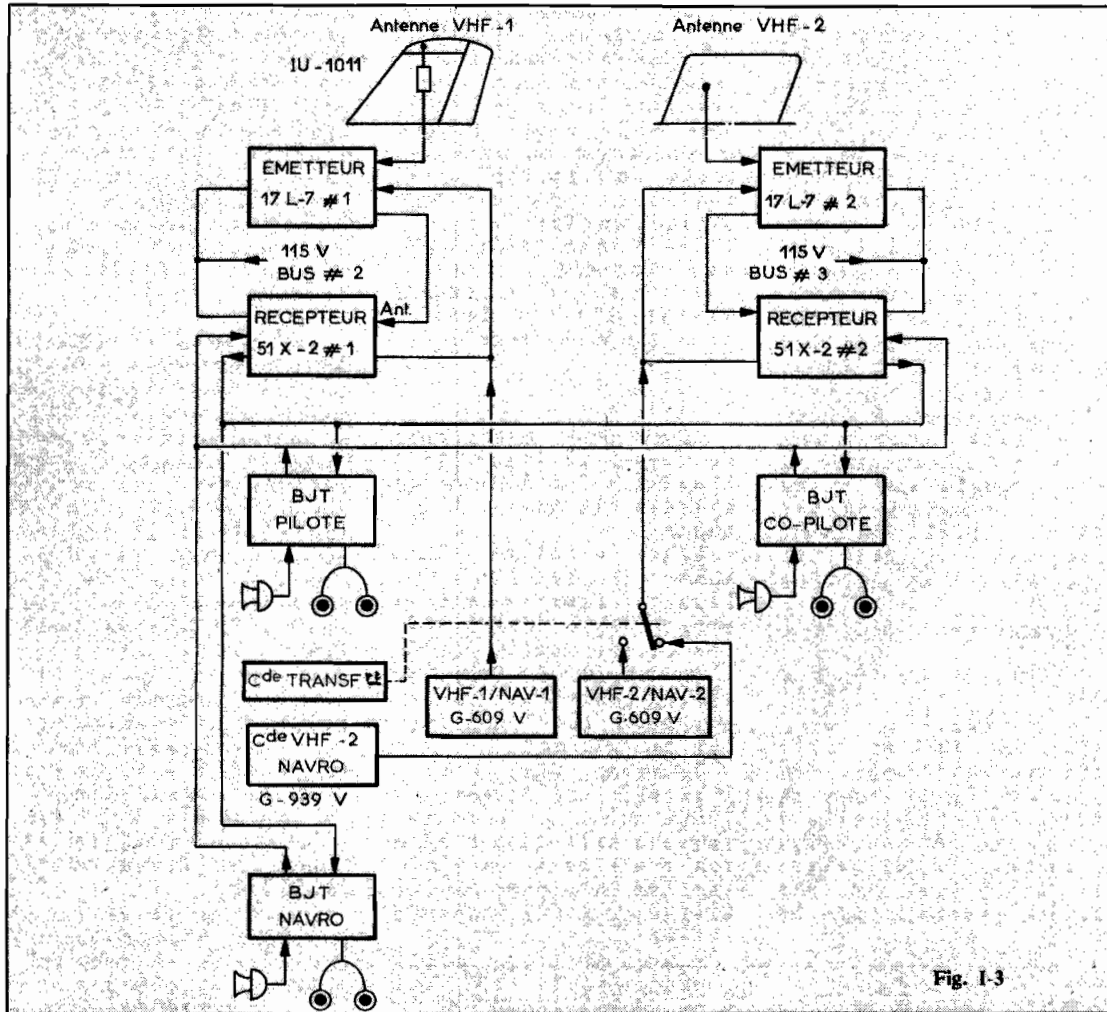 Antenne VHF-1
Antenne VHF-2
IU-1011
EMETTEUR
17 L-7 # 1
EMETTEUR
17 L-7 # 2
115 V
BUS # 2
115 V
BUS # 3
Ant.
RECEPTEUR
51 X-2 # 1
RECEPTEUR
51 X-2 # 2
BJT
PILOTE
BJT
CO-PILOTE
Cde TRANSF tt
VHF-1/NAV-1
G-609 V
VHF-2/NAV-2
G-609 V
Cde VHF-2
NAVRO
G-939 V
BJT
NAVRO
Fig. I-3